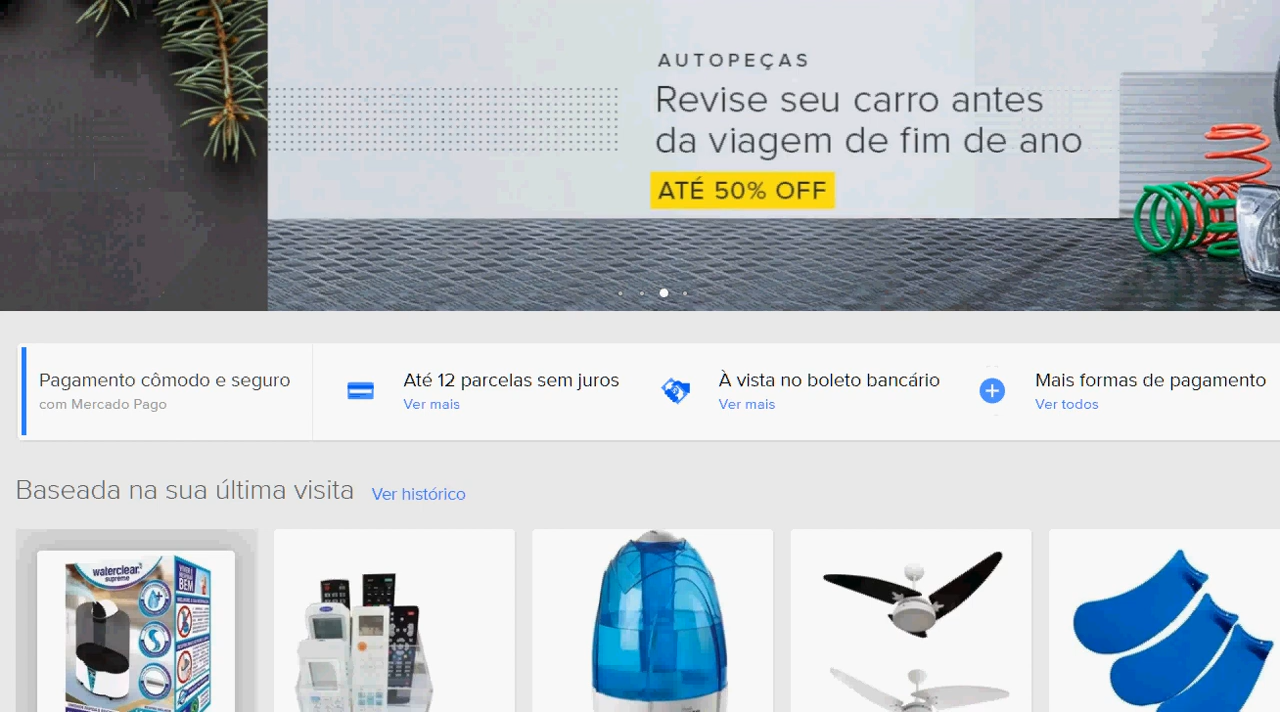 AUTOPEÇAS
Revise seu carro antes
da viagem de fim de ano
ATÉ 50% OFF
Pagamento cômodo e seguro
com Mercado Pago
Até 12 parcelas sem juros
Ver mais
À vista no boleto bancário
Ver mais
Mais formas de pagamento
Ver todos
Baseada na sua última visita
Ver histórico
waterclear
supreme
BEM